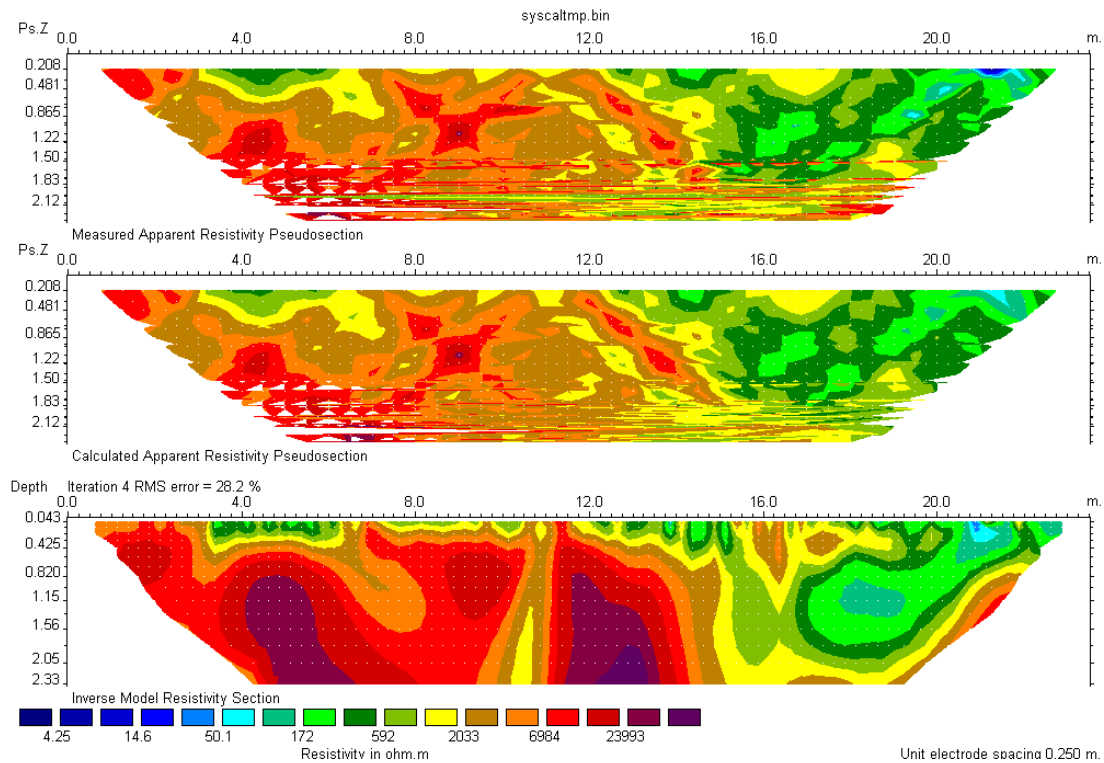 syscaltmp.bin
Ps.Z
0.0 4.0 8.0 12.0 16.0 20.0 m.
0.208
0.481
0.865
1.22
1.50
1.83
2.12
Measured Apparent Resistivity Pseudosection
Ps.Z
0.0 4.0 8.0 12.0 16.0 20.0 m.
0.208
0.481
0.865
1.22
1.50
1.83
2.12
Calculated Apparent Resistivity Pseudosection
Depth Iteration 4 RMS error = 28.2 %
0.0 4.0 8.0 12.0 16.0 20.0 m.
0.043
0.425
0.820
1.15
1.56
2.05
2.33
Inverse Model Resistivity Section
4.25 14.6 50.1 172 592 2033 6984 23993
Resistivity in ohm.m
Unit electrode spacing 0.250 m.